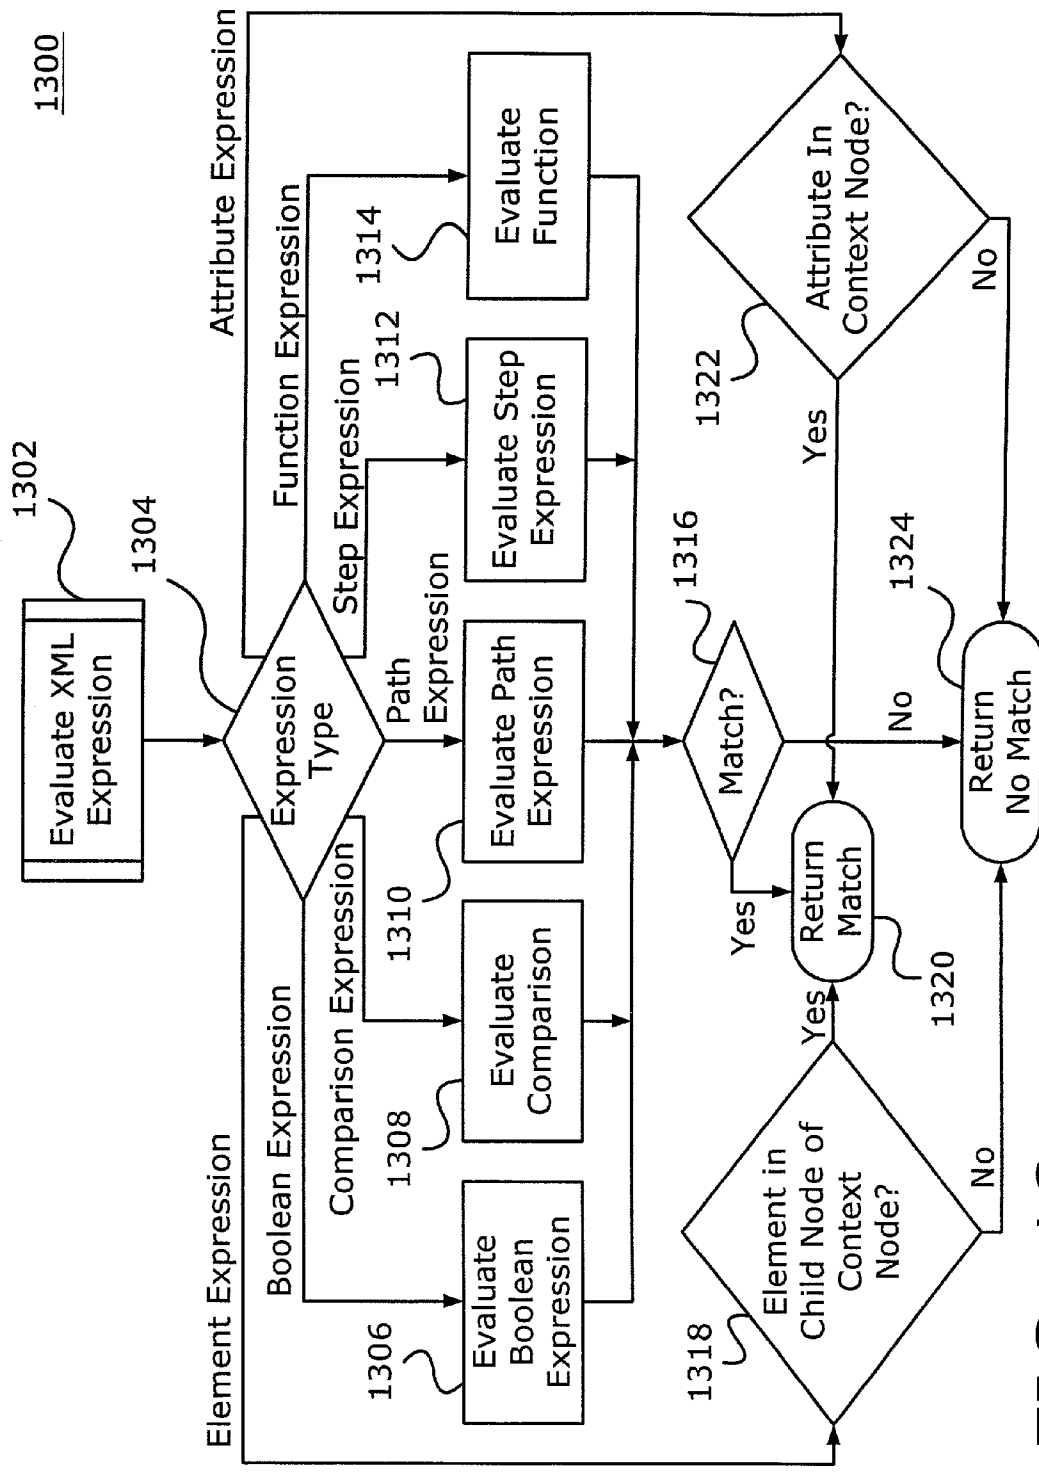 1300
1302
Evaluate XML
Expression
1304
Expression
Type
Element Expression
Attribute Expression
Boolean Expression
Function Expression
Comparison Expression
Step Expression
Path
Expression
1306
Evaluate
Boolean
Expression
1308
Evaluate
Comparison
1310
Evaluate Path
Expression
1312
Evaluate Step
Expression
1314
Evaluate
Function
1316
Match?
Yes
No
1318
Element in
Child Node of
Context
Node?
Yes
No
1320
Return
Match
1322
Attribute In
Context Node?
Yes
No
1324
Return
No Match